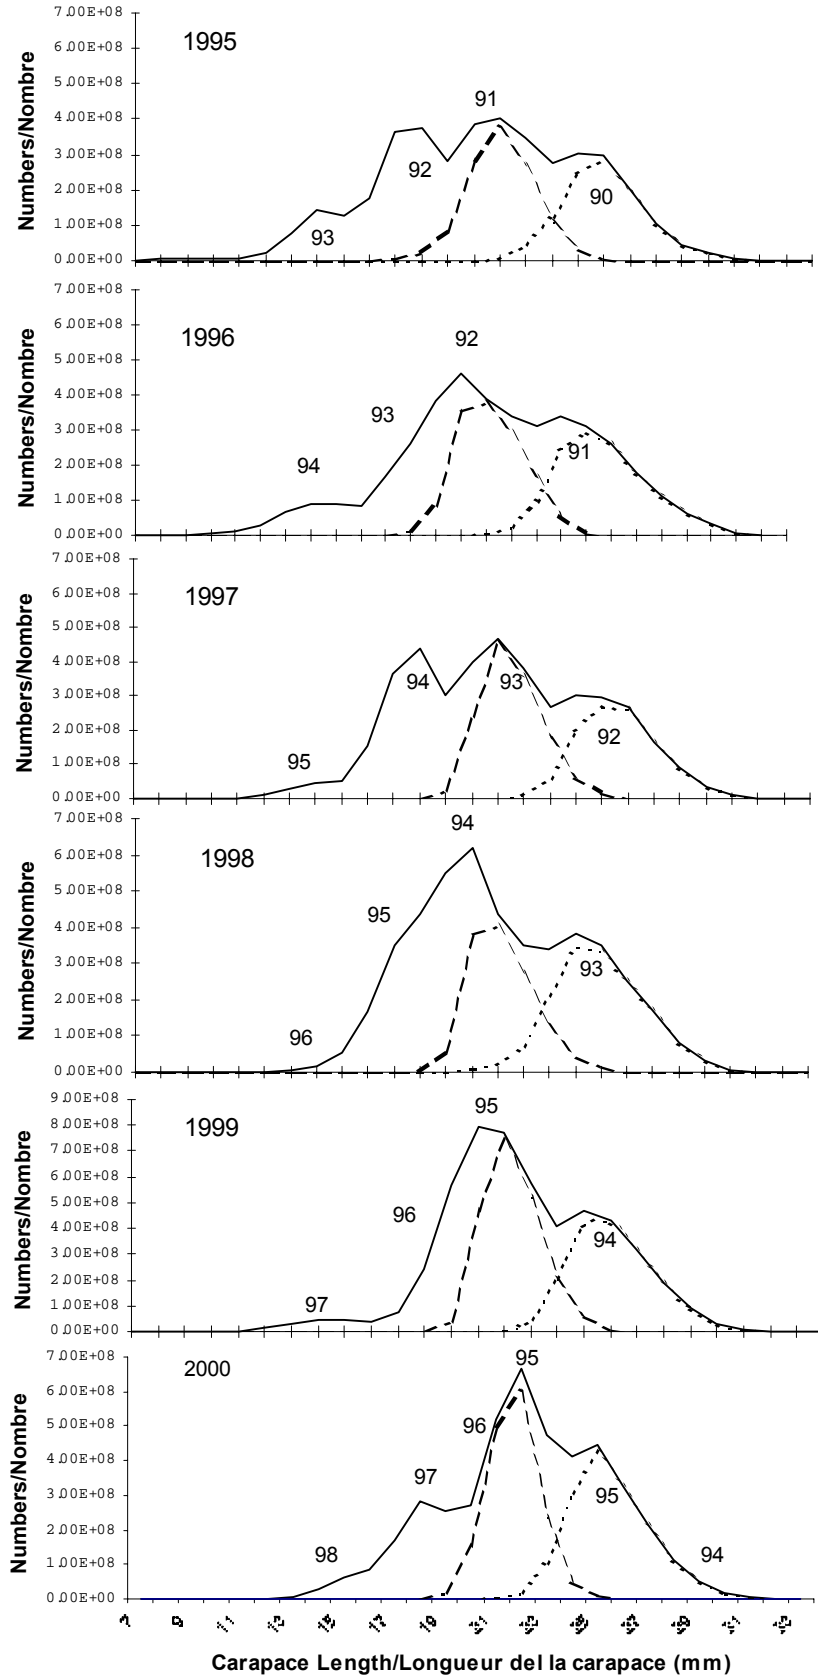 Numbers/Nombre
7.00E+08
6.00E+08
5.00E+08
4.00E+08
3.00E+08
2.00E+08
1.00E+08
0.00E+00
1995
93
92
91
90
Numbers/Nombre
7.00E+08
6.00E+08
5.00E+08
4.00E+08
3.00E+08
2.00E+08
1.00E+08
0.00E+00
1996
94
93
92
91
Numbers/Nombre
7.00E+08
6.00E+08
5.00E+08
4.00E+08
3.00E+08
2.00E+08
1.00E+08
0.00E+00
1997
95
94
93
92
Numbers/Nombre
7.00E+08
6.00E+08
5.00E+08
4.00E+08
3.00E+08
2.00E+08
1.00E+08
0.00E+00
1998
96
95
94
93
Numbers/Nombre
9.00E+08
8.00E+08
7.00E+08
6.00E+08
5.00E+08
4.00E+08
3.00E+08
2.00E+08
1.00E+08
0.00E+00
1999
97
96
95
94
Numbers/Nombre
7.00E+08
6.00E+08
5.00E+08
4.00E+08
3.00E+08
2.00E+08
1.00E+08
0.00E+00
2000
98
97
96
95
95
94
Carapace Length/Longueur del la carapace (mm)